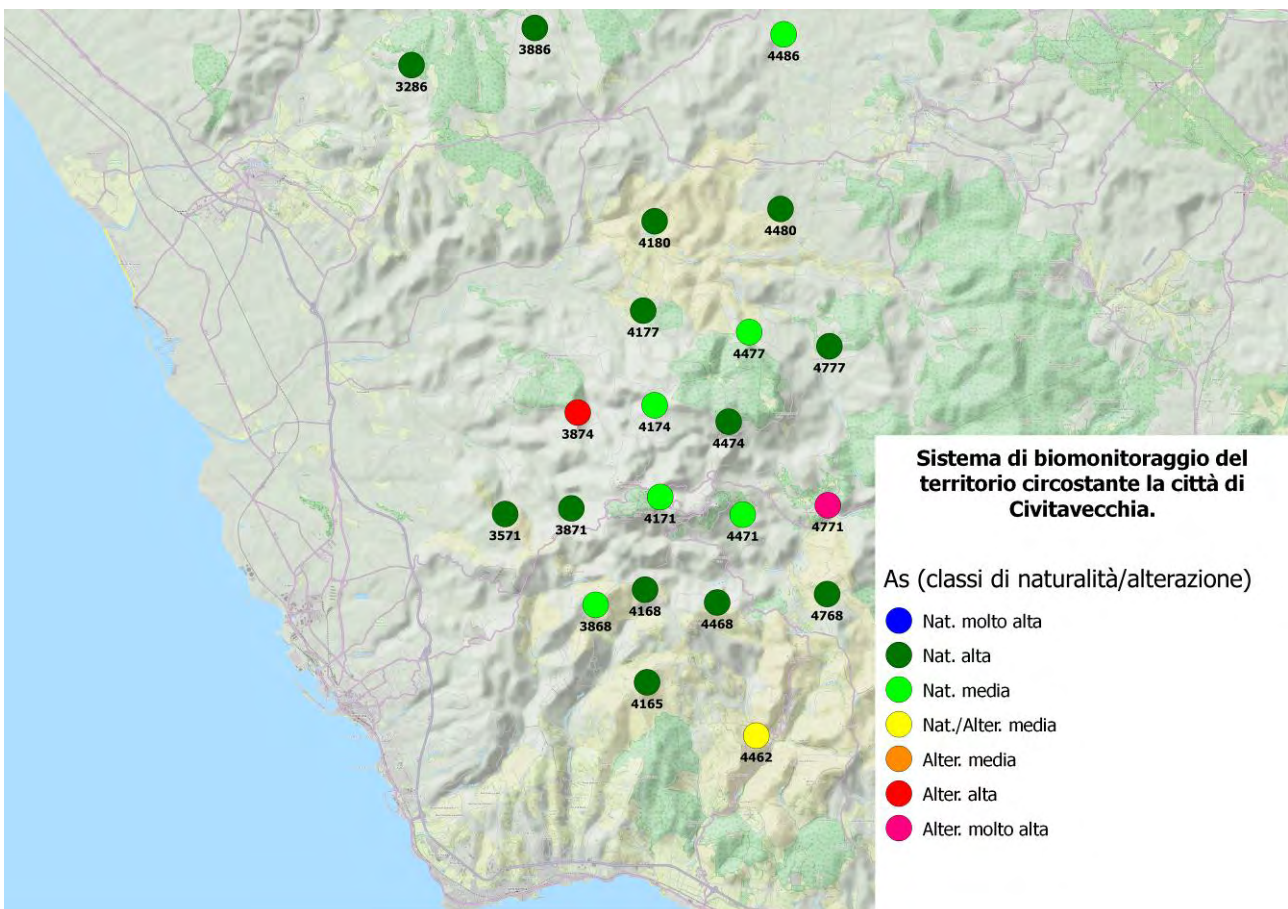 3886
4486
3286
4180
4480
4177
4477
4777
3874
4174
4474
3571
3871
4171
4471
4771
3868
4168
4468
4768
4165
4462
Sistema di biomonitoraggio del
territorio circostante la città di
Civitavecchia.
As (classi di naturalità/alterazione)
Nat. molto alta
Nat. alta
Nat. media
Nat./Alter. media
Alter. media
Alter. alta
Alter. molto alta